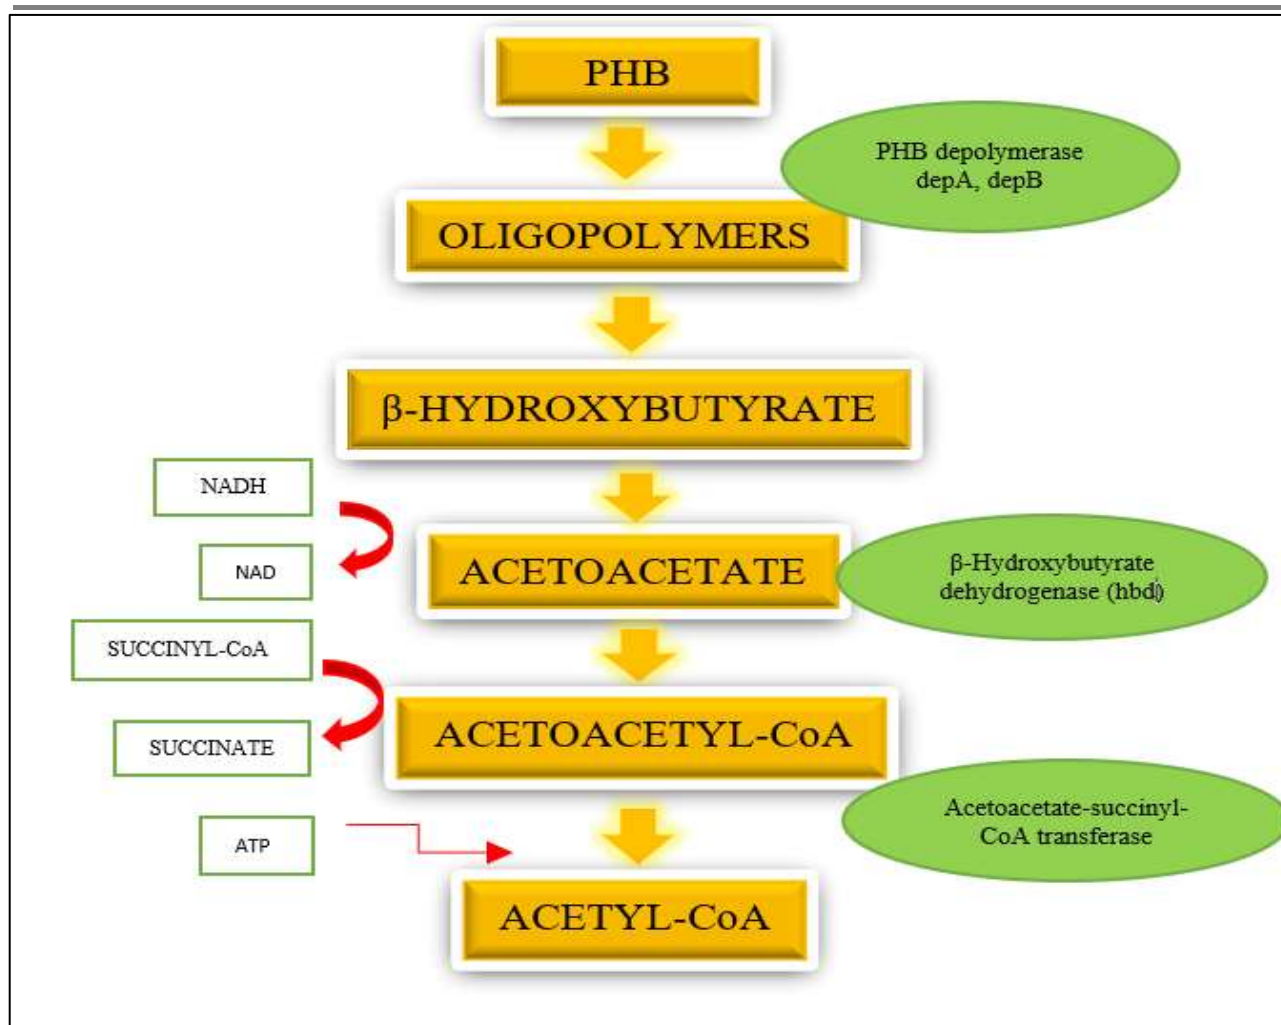 PHB
PHB depolymerase
depA, depB
OLIGOPOLYMERS
β-HYDROXYBUTYRATE
NADH
NAD
ACETOACETATE
β-Hydroxybutyrate
dehydrogenase (hbd)
SUCCINYL-CoA
SUCCINATE
ACETOACETYL-CoA
Acetoacetate-succinyl-
CoA transferase
ATP
ACETYL-CoA